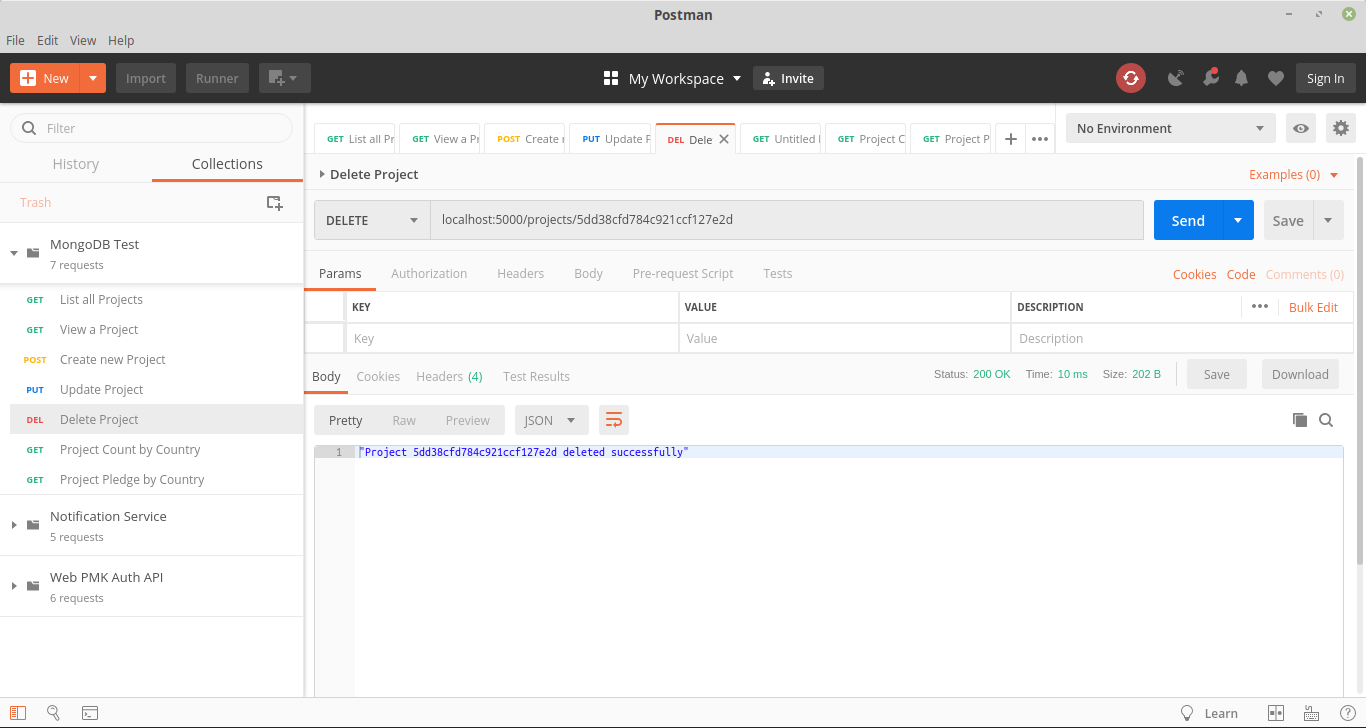 Postman
File Edit View Help
New Import Runner My Workspace Invite Sign In
Filter
History Collections
Trash
MongoDB Test
7 requests
GET List all Projects
GET View a Project
POST Create new Project
PUT Update Project
DEL Delete Project
GET Project Count by Country
GET Project Pledge by Country
Notification Service
5 requests
Web PMK Auth API
6 requests
GET List all Pr GET View a Pr POST Create PUT Update P DEL Dele GET Untitled GET Project C GET Project P No Environment
Delete Project Examples (0)
DELETE localhost:5000/projects/5dd38cfd784c921ccf127e2d Send Save
Params Authorization Headers Body Pre-request Script Tests Cookies Code Comments (0)
KEY VALUE DESCRIPTION Bulk Edit
Key Value Description
Body Cookies Headers (4) Test Results Status: 200 OK Time: 10 ms Size: 202 B Save Download
Pretty Raw Preview JSON
1 "Project 5dd38cfd784c921ccf127e2d deleted successfully"
Learn